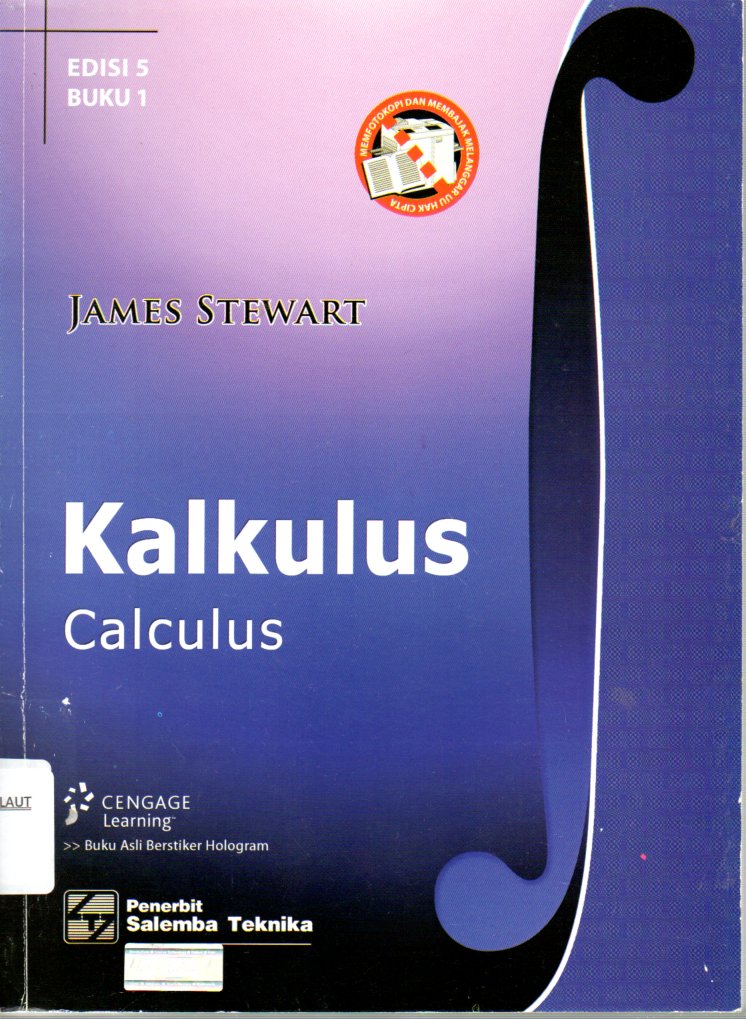 EDISI 5
BUKU 1
MEMFOTOKOPI DAN MEMBAJAK MELANGGAR UU HAK CIPTA
JAMES STEWART
Kalkulus
Calculus
LAUT
CENGAGE
Learning™
>> Buku Asli Berstiker Hologram
Penerbit
Salemba Teknika